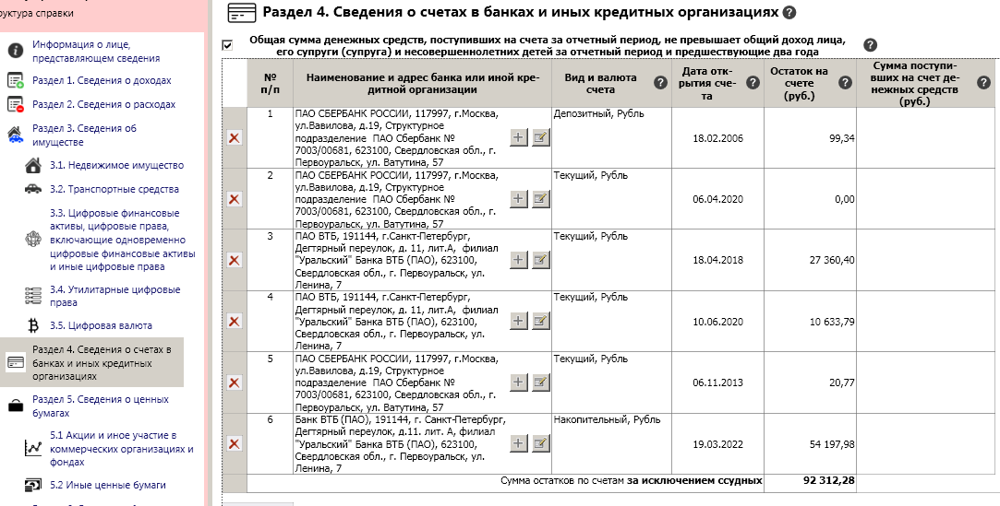 руктура справки
Информация о лице,
представляющем сведения
Раздел 1. Сведения о доходах
Раздел 2. Сведения о расходах
Раздел 3. Сведения об
имуществе
3.1. Недвижимое имущество
3.2. Транспортные средства
3.3. Цифровые финансовые
активы, цифровые права,
включающие одновременно
цифровые финансовые активы
и иные цифровые права
3.4. Утилитарные цифровые
права
3.5. Цифровая валюта
Раздел 4. Сведения о счетах в
банках и иных кредитных
организациях
Раздел 5. Сведения о ценных
бумагах
5.1 Акции и иное участие в
коммерческих организациях и
фондах
5.2 Иные ценные бумаги
Раздел 4. Сведения о счетах в банках и иных кредитных организациях ?
Общая сумма денежных средств, поступивших на счета за отчетный период, не превышает общий доход лица,
его супруги (супруга) и несовершеннолетних детей за отчетный период и предшествующие два года ?
№
п/п
Наименование и адрес банка или иной кре-
дитной организации
Вид и валюта
счета ?
Дата отк-
рытия сче-
та ?
Остаток на
счете
(руб.) ?
Сумма поступи-
вших на счет де-
нежных средств
(руб.) ?
1
ПАО СБЕРБАНК РОССИИ, 117997, г.Москва,
ул.Вавилова, д.19, Структурное
подразделение ПАО Сбербанк №
7003/00681, 623100, Свердловская обл., г.
Первоуральск, ул. Ватутина, 57
Депозитный, Рубль
18.02.2006
99,34
2
ПАО СБЕРБАНК РОССИИ, 117997, г.Москва,
ул.Вавилова, д.19, Структурное
подразделение ПАО Сбербанк №
7003/00681, 623100, Свердловская обл., г.
Первоуральск, ул. Ватутина, 57
Текущий, Рубль
06.04.2020
0,00
3
ПАО ВТБ, 191144, г.Санкт-Петербург,
Дегтярный переулок, д. 11, лит.А, филиал
"Уральский" Банка ВТБ (ПАО), 623100,
Свердловская обл., г. Первоуральск, ул.
Ленина, 7
Текущий, Рубль
18.04.2018
27 360,40
4
ПАО ВТБ, 191144, г.Санкт-Петербург,
Дегтярный переулок, д. 11, лит.А, филиал
"Уральский" Банка ВТБ (ПАО), 623100,
Свердловская обл., г. Первоуральск, ул.
Ленина, 7
Текущий, Рубль
10.06.2020
10 633,79
5
ПАО СБЕРБАНК РОССИИ, 117997, г.Москва,
ул.Вавилова, д.19, Структурное
подразделение ПАО Сбербанк №
7003/00681, 623100, Свердловская обл., г.
Первоуральск, ул. Ватутина, 57
Текущий, Рубль
06.11.2013
20,77
6
Банк ВТБ (ПАО), 191144, г. Санкт-Петербург,
Дегтярный переулок, д.11. лит. А, филиал
"Уральский" Банка ВТБ (ПАО), 623100,
Свердловская обл., г. Первоуральск, ул.
Ленина, 7
Накопительный, Рубль
19.03.2022
54 197,98
Сумма остатков по счетам за исключением ссудных
92 312,28